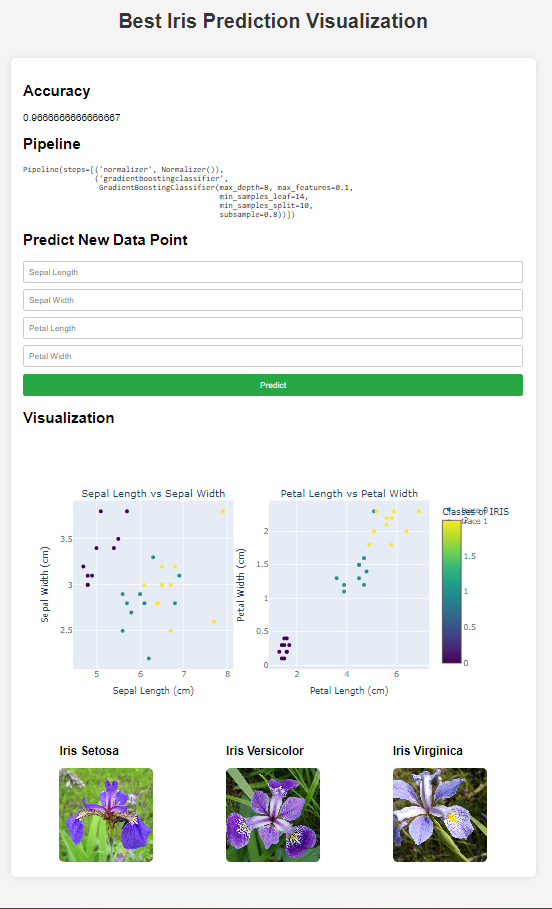 Best Iris Prediction Visualization
Accuracy
0.9666666666666667
Pipeline
Pipeline(steps=[('normalizer', Normalizer()),
('gradientboostingclassifier',
GradientBoostingClassifier(max_depth=8, max_features=0.1,
min_samples_leaf=14,
min_samples_split=10,
subsample=0.8))])
Predict New Data Point
Sepal Length
Sepal Width
Petal Length
Petal Width
Predict
Visualization
Sepal Length vs Sepal Width
3.5
3
2.5
Sepal Width (cm)
5
6
7
8
Sepal Length (cm)
Petal Length vs Petal Width
2
1.5
1
0.5
0
Petal Width (cm)
2
4
6
Petal Length (cm)
Classes of IRIS
trace 1
2
1.5
1
0.5
0
Iris Setosa
Iris Versicolor
Iris Virginica